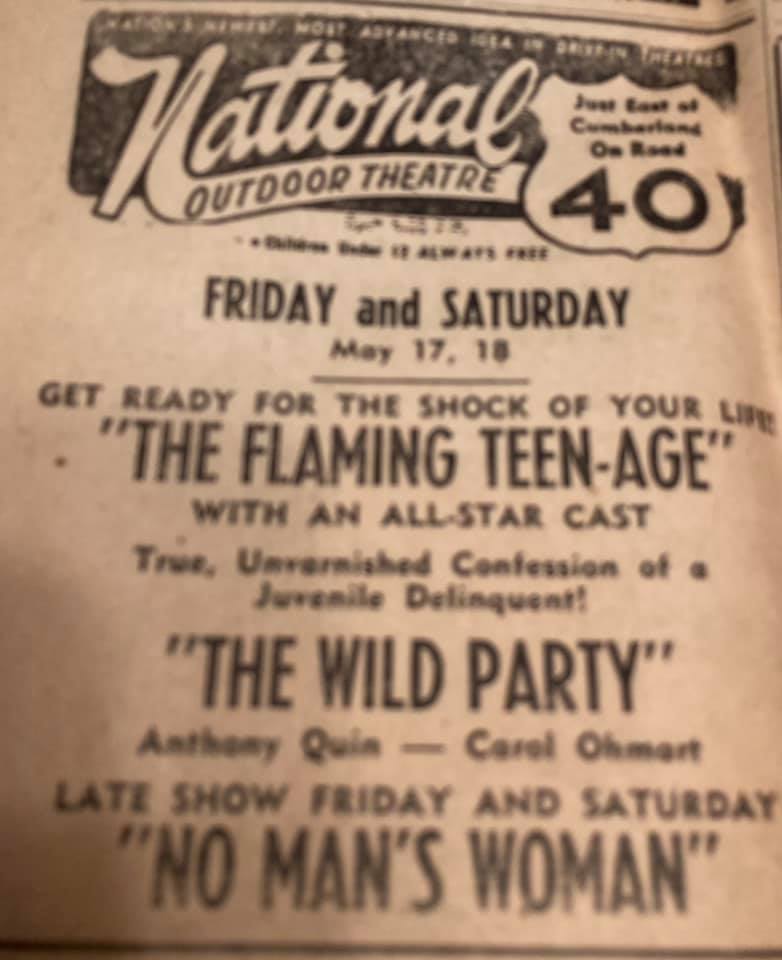 NATION'S NEWEST, MOST ADVANCED IDEA IN DRIVE-IN THEATRES
National
OUTDOOR THEATRE
Just East of
Cumberland
On Road
40
Children Under 12 ALWAYS FREE
FRIDAY and SATURDAY
May 17, 18
GET READY FOR THE SHOCK OF YOUR LIFE!
"THE FLAMING TEEN-AGE"
WITH AN ALL-STAR CAST
True, Unvarnished Confession of a
Juvenile Delinquent!
"THE WILD PARTY"
Anthony Quin — Carol Ohmart
LATE SHOW FRIDAY AND SATURDAY
"NO MAN'S WOMAN"